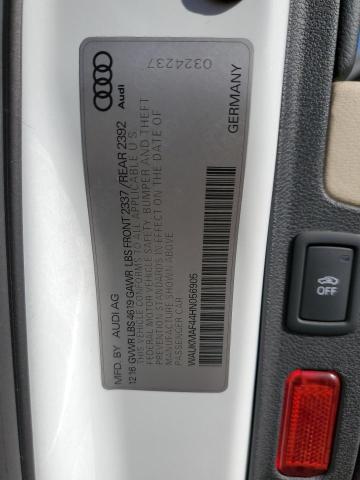 Audi
0324237
MFD. BY AUDI AG
GERMANY
12.16 GVWR LBS 4619 GAWR LBS FRONT 2337/REAR 2392
THIS VEHICLE CONFORMS TO ALL APPLICABLE U.S.
FEDERAL MOTOR VEHICLE SAFETY, BUMPER AND THEFT
PREVENTION STANDARDS IN EFFECT ON THE DATE OF
MANUFACTURE SHOWN ABOVE.
PASSENGER CAR
WAUKMAF44HN056905
OFF